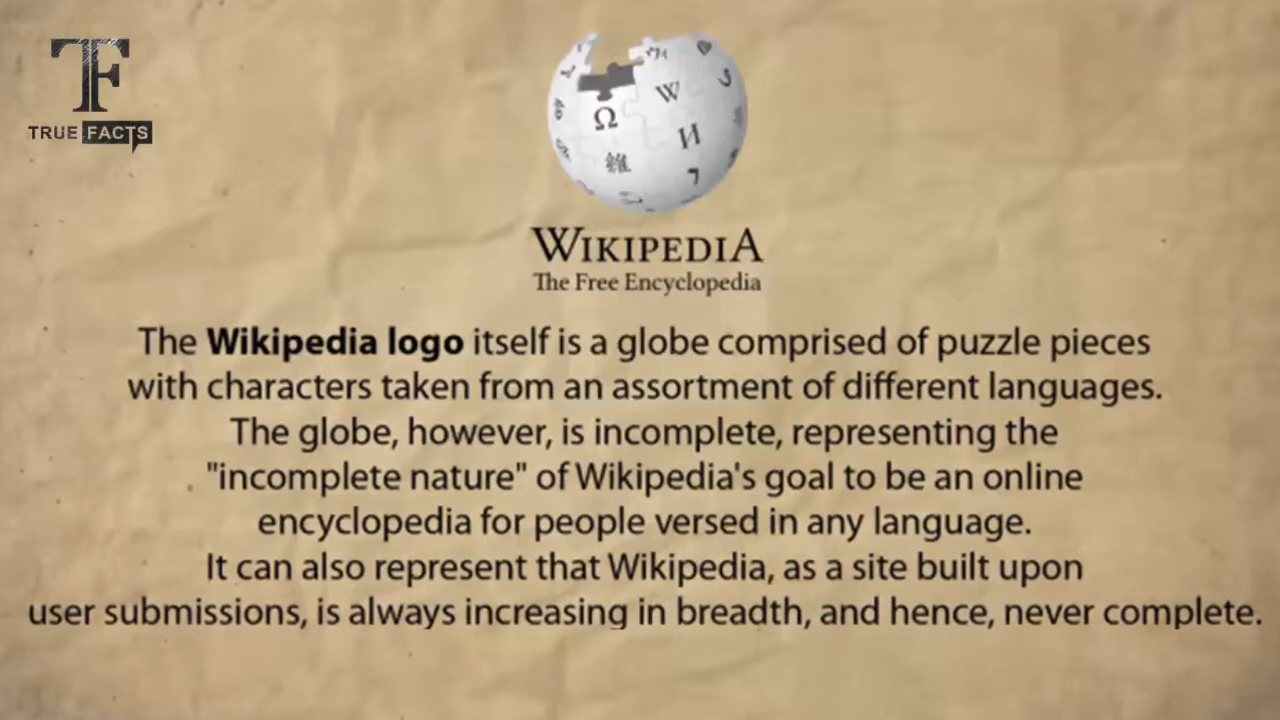 TF
TRUE FACTS
Ω
W
И
維
7
WIKIPEDIA
The Free Encyclopedia
The Wikipedia logo itself is a globe comprised of puzzle pieces
with characters taken from an assortment of different languages.
The globe, however, is incomplete, representing the
"incomplete nature" of Wikipedia's goal to be an online
encyclopedia for people versed in any language.
It can also represent that Wikipedia, as a site built upon
user submissions, is always increasing in breadth, and hence, never complete.